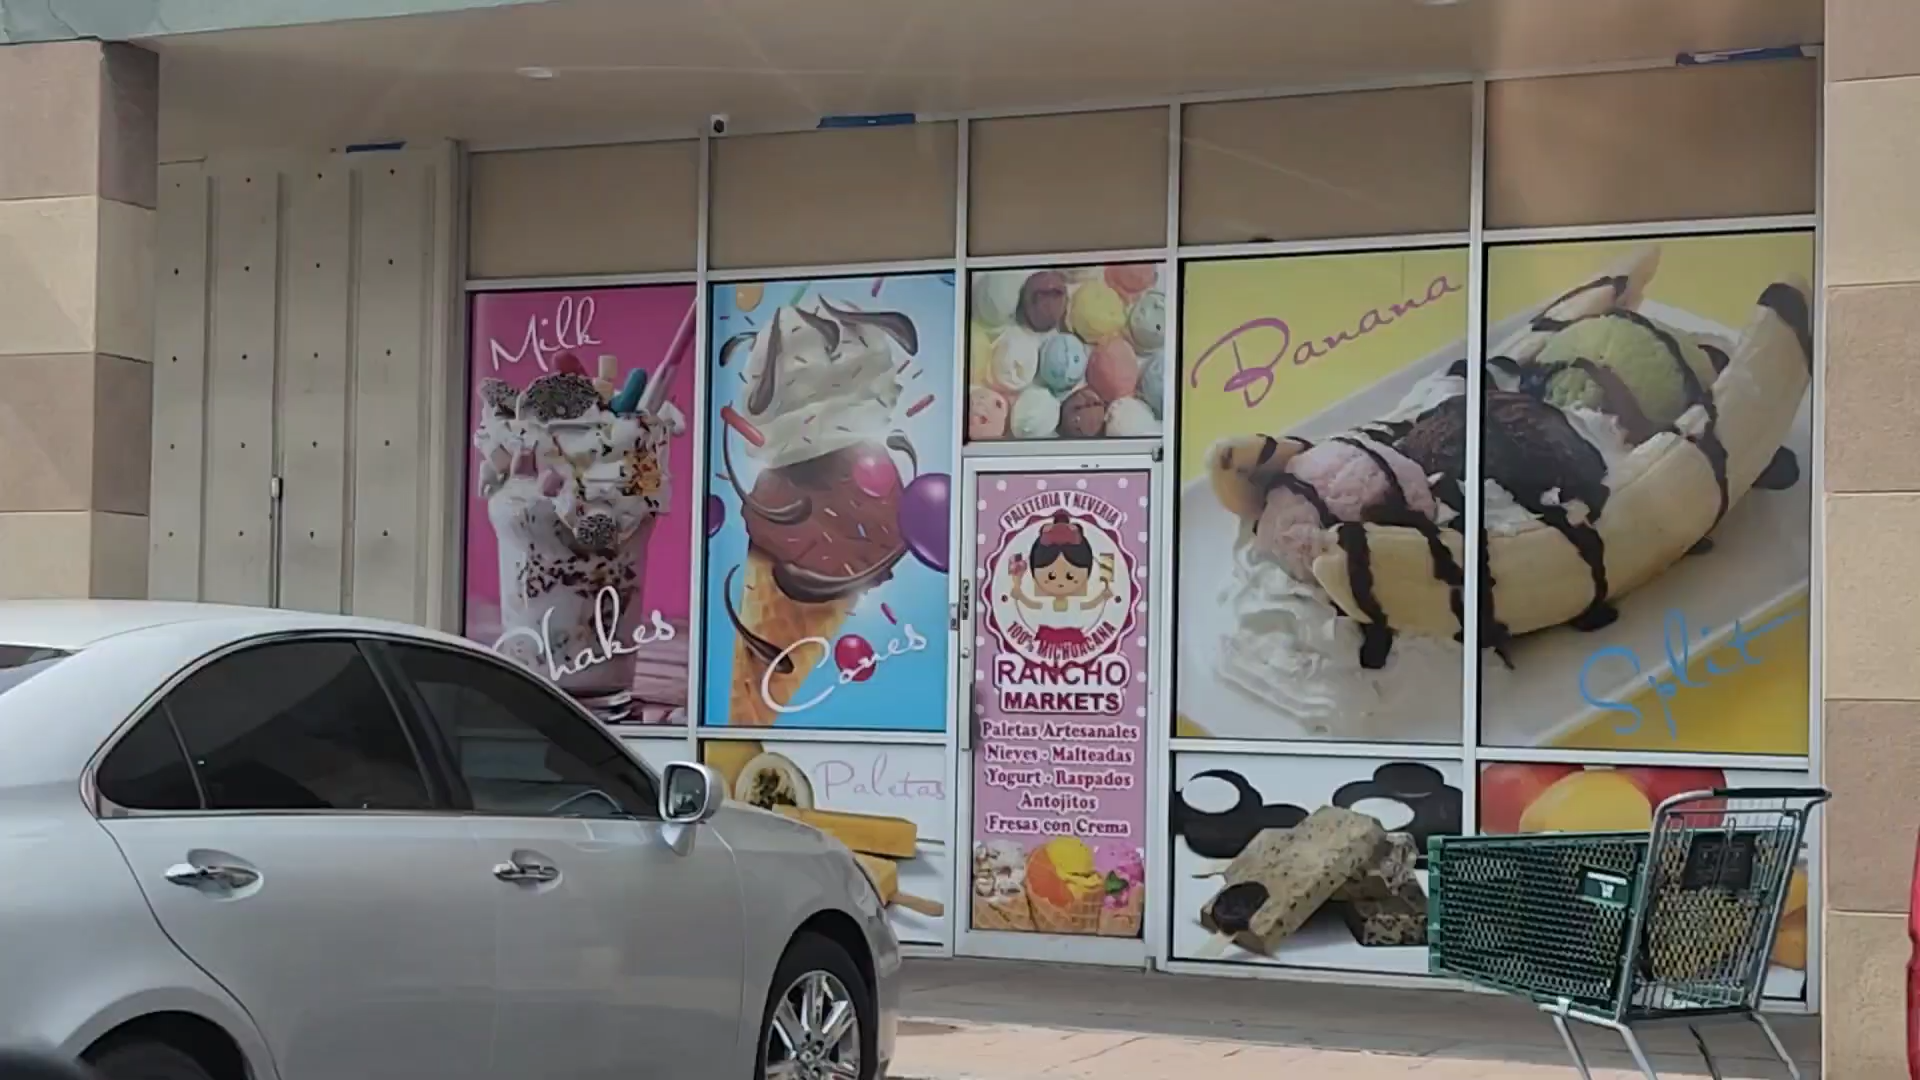 Milk
Shakes
Cones
Paletas
PALETERIA Y NEVERIA
100% MICHOACANA
RANCHO
MARKETS
Paletas Artesanales
Nieves - Malteadas
Yogurt - Raspados
Antojitos
Fresas con Crema
Banana
Split